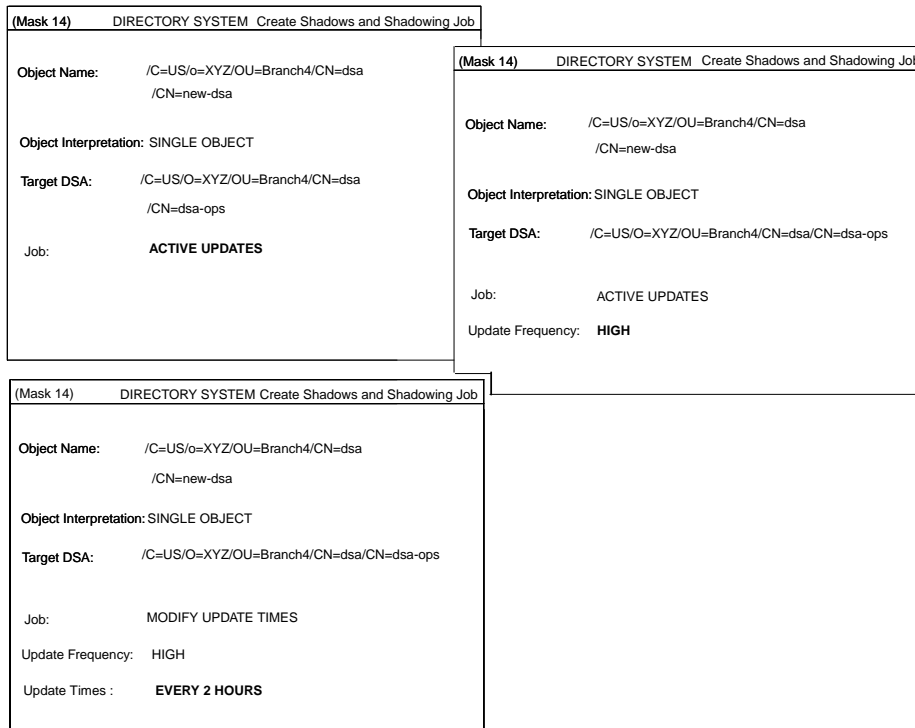 (Mask 14) DIRECTORY SYSTEM Create Shadows and Shadowing Job
Object Name: /C=US/o=XYZ/OU=Branch4/CN=dsa
/CN=new-dsa
Object Interpretation: SINGLE OBJECT
Target DSA: /C=US/O=XYZ/OU=Branch4/CN=dsa
/CN=dsa-ops
Job: ACTIVE UPDATES
(Mask 14) DIRECTORY SYSTEM Create Shadows and Shadowing Job
Object Name: /C=US/o=XYZ/OU=Branch4/CN=dsa
/CN=new-dsa
Object Interpretation: SINGLE OBJECT
Target DSA: /C=US/O=XYZ/OU=Branch4/CN=dsa/CN=dsa-ops
Job: ACTIVE UPDATES
Update Frequency: HIGH
(Mask 14) DIRECTORY SYSTEM Create Shadows and Shadowing Job
Object Name: /C=US/o=XYZ/OU=Branch4/CN=dsa
/CN=new-dsa
Object Interpretation: SINGLE OBJECT
Target DSA: /C=US/O=XYZ/OU=Branch4/CN=dsa/CN=dsa-ops
Job: MODIFY UPDATE TIMES
Update Frequency: HIGH
Update Times : EVERY 2 HOURS